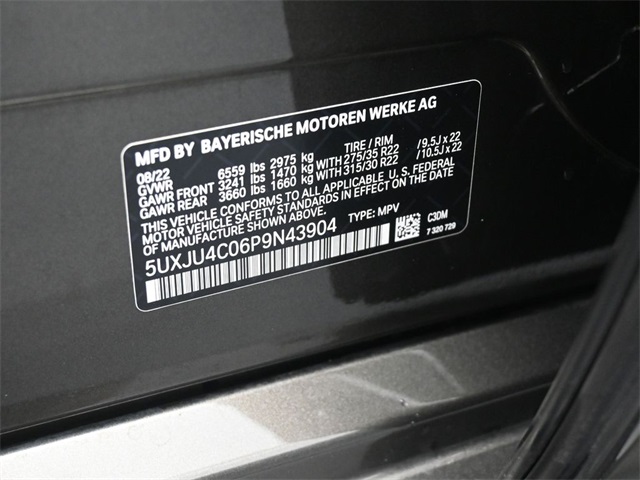 MFD BY BAYERISCHE MOTOREN WERKE AG
08/22 TIRE / RIM
GVWR 6559 lbs 2975 kg
GAWR FRONT 3241 lbs 1470 kg WITH 275/35 R22 / 9.5J x 22
GAWR REAR 3660 lbs 1660 kg WITH 315/30 R22 / 10.5J x 22
THIS VEHICLE CONFORMS TO ALL APPLICABLE U. S. FEDERAL
MOTOR VEHICLE SAFETY STANDARDS IN EFFECT ON THE DATE
OF MANUFACTURE SHOWN ABOVE.
5UXJU4C06P9N43904 TYPE: MPV C3DM
7 320 729